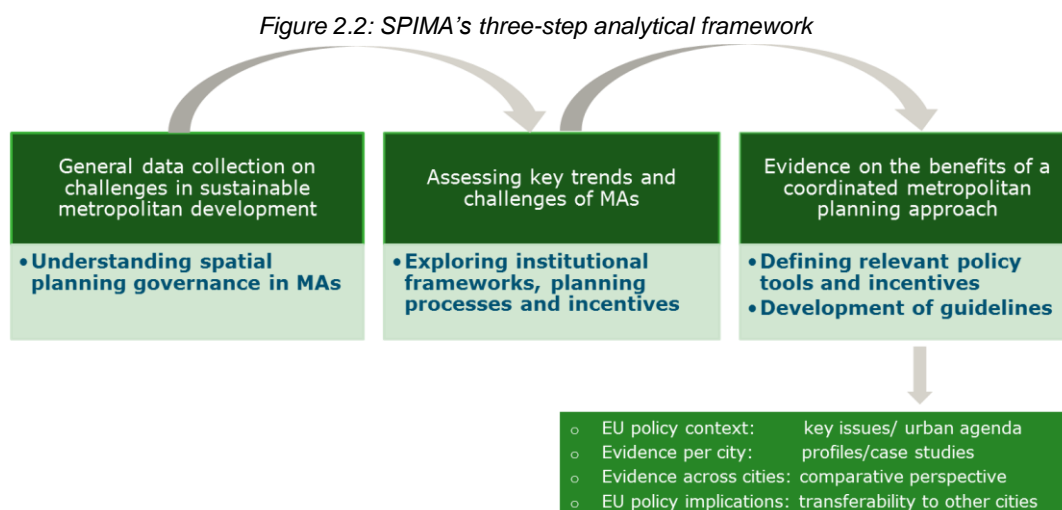 Figure 2.2: SPIMA's three-step analytical framework
General data collection on
challenges in sustainable
metropolitan development
• Understanding spatial
planning governance in MAs
Assessing key trends and
challenges of MAs
• Exploring institutional
frameworks, planning
processes and incentives
Evidence on the benefits of a
coordinated metropolitan
planning approach
• Defining relevant policy
tools and incentives
• Development of guidelines
o EU policy context: key issues/ urban agenda
o Evidence per city: profiles/case studies
o Evidence across cities: comparative perspective
o EU policy implications: transferability to other cities